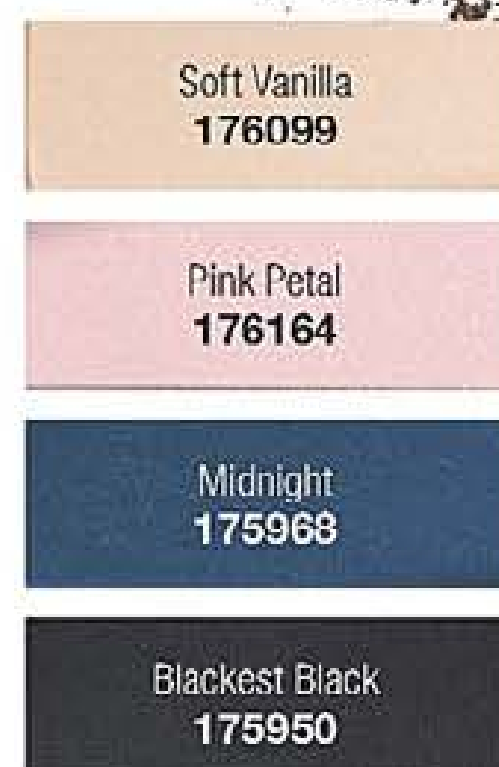 Soft Vanilla
176099
Pink Petal
176164
Midnight
175968
Blackest Black
175950